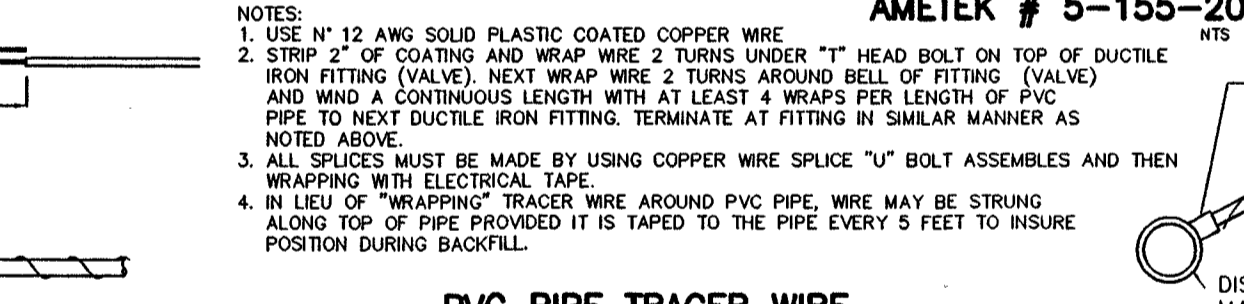 AMETEK # 5-155-20
NTS
NOTES:
1. USE N° 12 AWG SOLID PLASTIC COATED COPPER WIRE
2. STRIP 2" OF COATING AND WRAP WIRE 2 TURNS UNDER "T" HEAD BOLT ON TOP OF DUCTILE
IRON FITTING (VALVE). NEXT WRAP WIRE 2 TURNS AROUND BELL OF FITTING (VALVE)
AND WIND A CONTINUOUS LENGTH WITH AT LEAST 4 WRAPS PER LENGTH OF PVC
PIPE TO NEXT DUCTILE IRON FITTING. TERMINATE AT FITTING IN SIMILAR MANNER AS
NOTED ABOVE.
3. ALL SPLICES MUST BE MADE BY USING COPPER WIRE SPLICE "U" BOLT ASSEMBLES AND THEN
WRAPPING WITH ELECTRICAL TAPE.
4. IN LIEU OF "WRAPPING" TRACER WIRE AROUND PVC PIPE, WIRE MAY BE STRUNG
ALONG TOP OF PIPE PROVIDED IT IS TAPED TO THE PIPE EVERY 5 FEET TO INSURE
POSITION DURING BACKFILL.
DIS
PVC PIPE TRACER WIRE